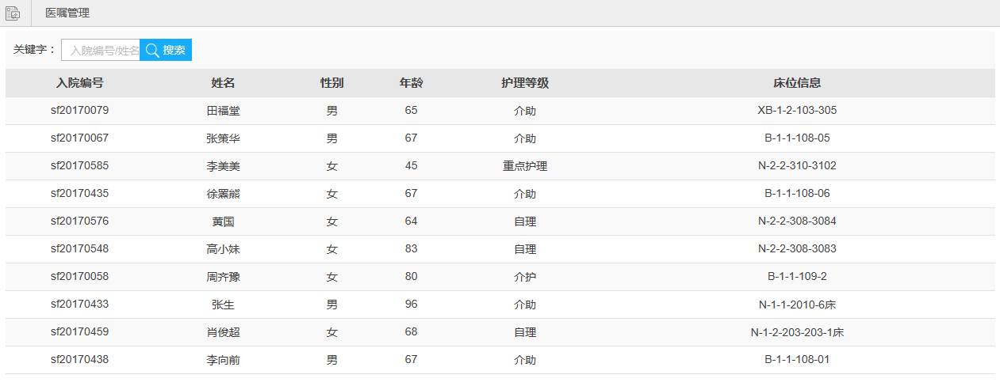 医嘱管理
关键字： 入院编号/姓名 搜索
入院编号 姓名 性别 年龄 护理等级 床位信息
sf20170079 田福堂 男 65 介助 XB-1-2-103-305
sf20170067 张策华 男 67 介助 B-1-1-108-05
sf20170585 李美美 女 45 重点护理 N-2-2-310-3102
sf20170435 徐罴熊 女 67 介助 B-1-1-108-06
sf20170576 黄国 女 64 自理 N-2-2-308-3084
sf20170548 高小妹 女 83 自理 N-2-2-308-3083
sf20170058 周齐豫 女 80 介护 B-1-1-109-2
sf20170433 张生 男 96 介助 N-1-1-2010-6床
sf20170459 肖俊超 女 68 自理 N-1-2-203-203-1床
sf20170438 李向前 男 67 介助 B-1-1-108-01